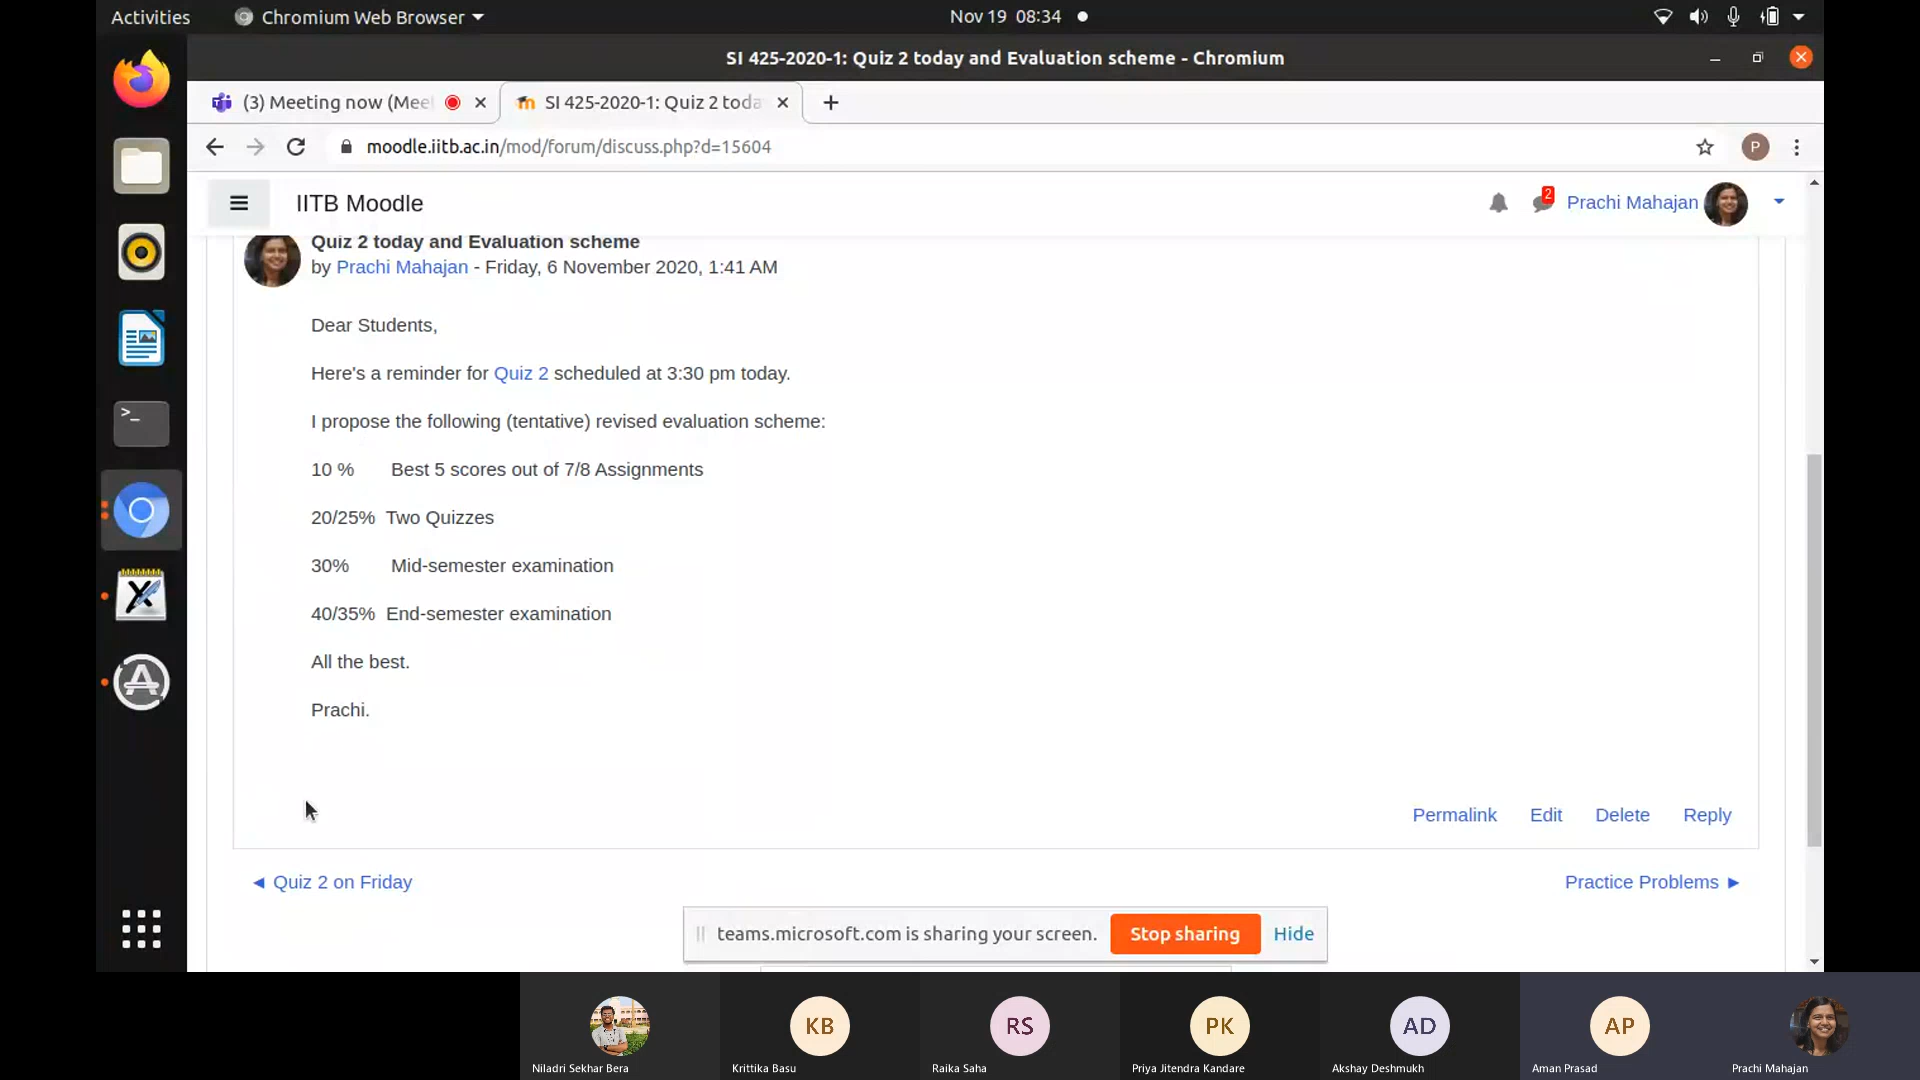 Activities
Chromium Web Browser
Nov 19 08:34
SI 425-2020-1: Quiz 2 today and Evaluation scheme - Chromium
(3) Meeting now (Mee
SI 425-2020-1: Quiz 2 toda
moodle.iitb.ac.in/mod/forum/discuss.php?d=15604
P
IITB Moodle
2
Prachi Mahajan
Quiz 2 today and Evaluation scheme
by Prachi Mahajan - Friday, 6 November 2020, 1:41 AM
Dear Students,
Here's a reminder for Quiz 2 scheduled at 3:30 pm today.
I propose the following (tentative) revised evaluation scheme:
10 % Best 5 scores out of 7/8 Assignments
20/25% Two Quizzes
30% Mid-semester examination
40/35% End-semester examination
All the best.
Prachi.
Permalink Edit Delete Reply
◄ Quiz 2 on Friday
Practice Problems ►
teams.microsoft.com is sharing your screen. Stop sharing Hide
KB RS PK AD AP
Niladri Sekhar Bera Krittika Basu Raika Saha Priya Jitendra Kandare Akshay Deshmukh Aman Prasad Prachi Mahajan